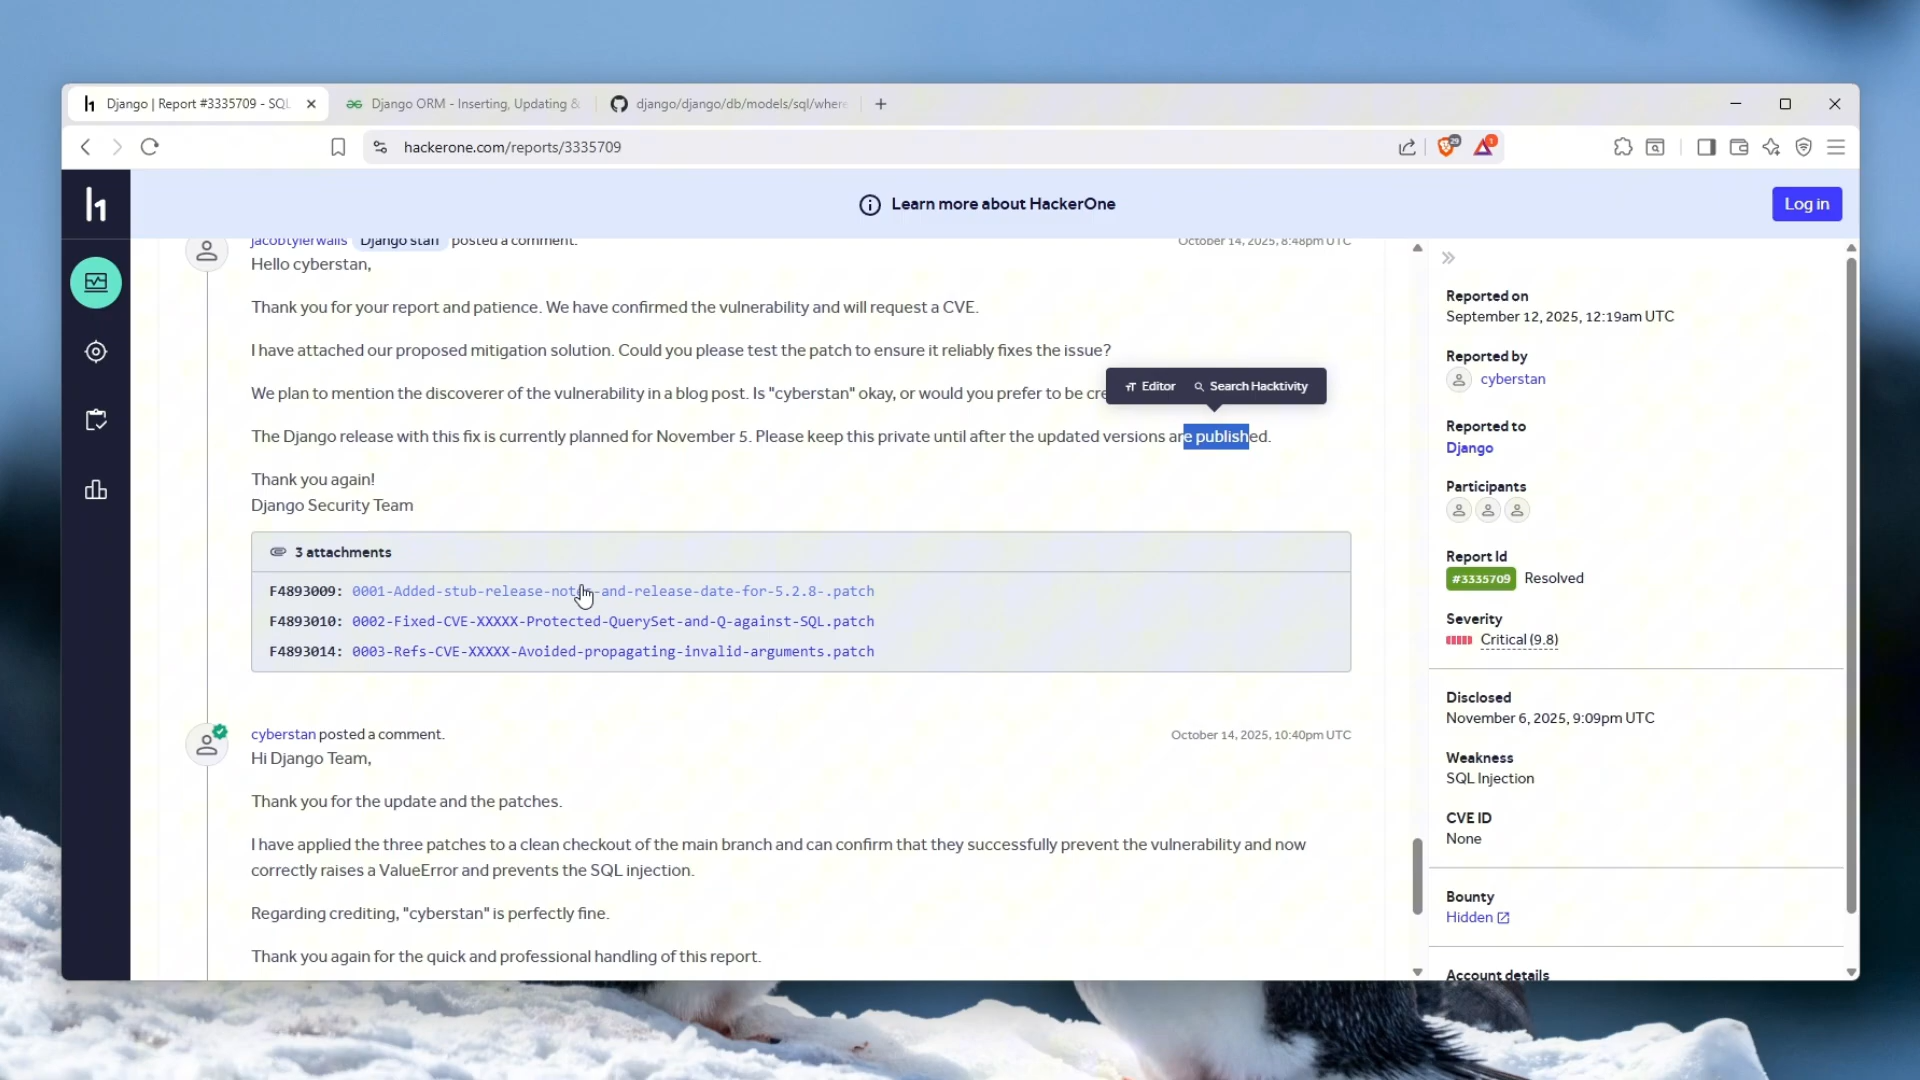 Django | Report #3335709 - SQL
Django ORM - Inserting, Updating &
django/django/db/models/sql/where
hackerone.com/reports/3335709
Learn more about HackerOne
Log in
jacobtylerwalls Django staff posted a comment.
October 14, 2025, 8:48pm UTC
Hello cyberstan,
Thank you for your report and patience. We have confirmed the vulnerability and will request a CVE.
I have attached our proposed mitigation solution. Could you please test the patch to ensure it reliably fixes the issue?
We plan to mention the discoverer of the vulnerability in a blog post. Is "cyberstan" okay, or would you prefer to be cre
Editor Search Hacktivity
The Django release with this fix is currently planned for November 5. Please keep this private until after the updated versions are published.
Thank you again!
Django Security Team
3 attachments
F4893009: 0001-Added-stub-release-notes-and-release-date-for-5.2.8-.patch
F4893010: 0002-Fixed-CVE-XXXXX-Protected-QuerySet-and-Q-against-SQL.patch
F4893014: 0003-Refs-CVE-XXXXX-Avoided-propagating-invalid-arguments.patch
cyberstan posted a comment.
October 14, 2025, 10:40pm UTC
Hi Django Team,
Thank you for the update and the patches.
I have applied the three patches to a clean checkout of the main branch and can confirm that they successfully prevent the vulnerability and now
correctly raises a ValueError and prevents the SQL injection.
Regarding crediting, "cyberstan" is perfectly fine.
Thank you again for the quick and professional handling of this report.
Reported on
September 12, 2025, 12:19am UTC
Reported by
cyberstan
Reported to
Django
Participants
Report Id
#3335709 Resolved
Severity
Critical (9.8)
Disclosed
November 6, 2025, 9:09pm UTC
Weakness
SQL Injection
CVE ID
None
Bounty
Hidden
Account details